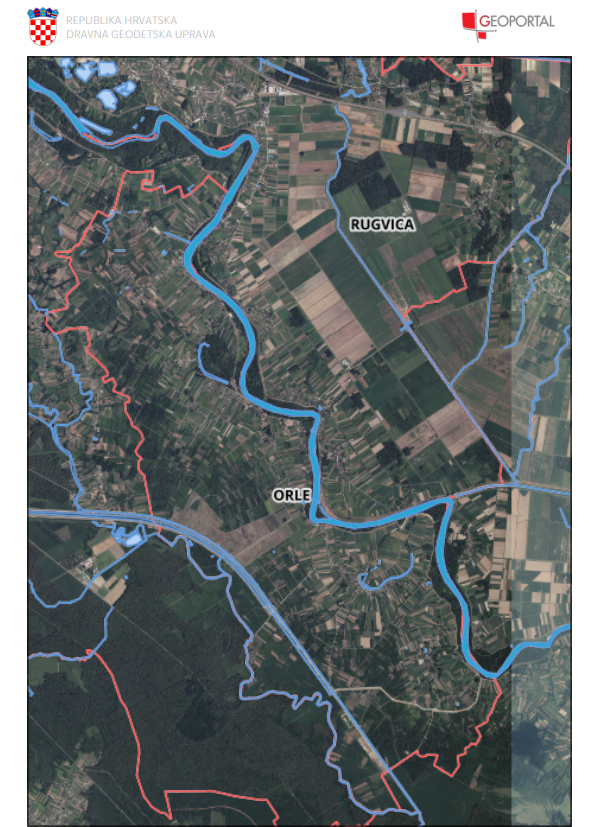 REPUBLIKA HRVATSKA
DRAVNA GEODETSKA UPRAVA
GEOPORTAL
RUGVICA
ORLE